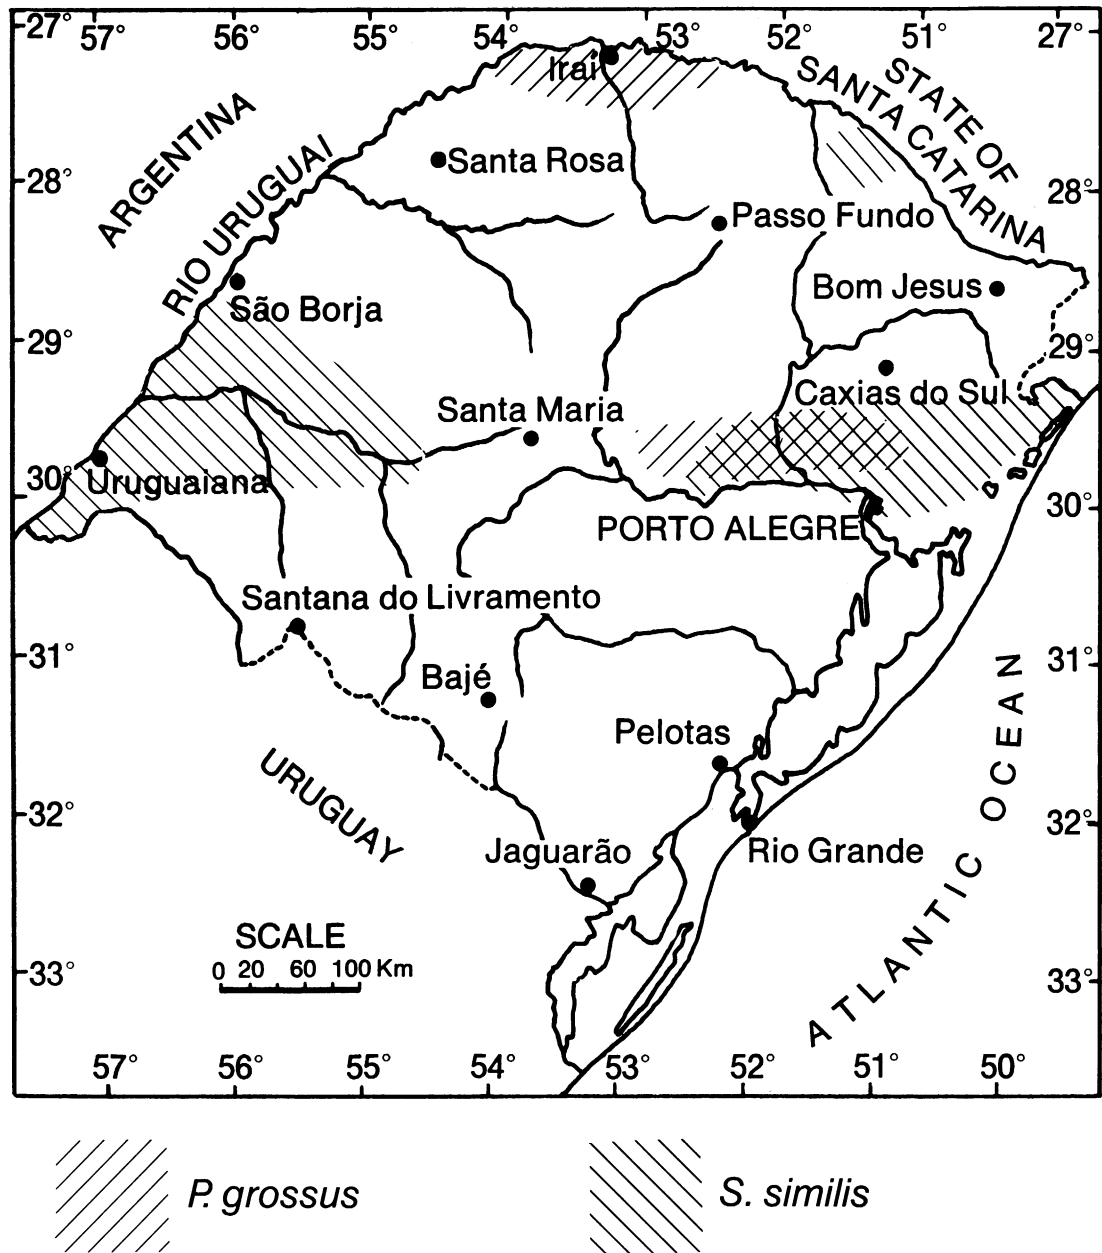 27° 57° 56° 55° 54° 53° 52° 51° 27°
Iraí
STATE OF
SANTA CATARINA
ARGENTINA
RIO URUGUAI
Santa Rosa
28° 28°
Passo Fundo
Bom Jesus
São Borja
29° 29°
Caxias do Sul
Santa Maria
30° Uruguaiana 30°
PORTO ALEGRE
Santana do Livramento
31° 31°
Bajé
Pelotas
URUGUAY
32° 32°
Jaguarão
Rio Grande
ATLANTIC OCEAN
SCALE
0 20 60 100 Km
33° 33°
57° 56° 55° 54° 53° 52° 51° 50°
P. grossus
S. similis